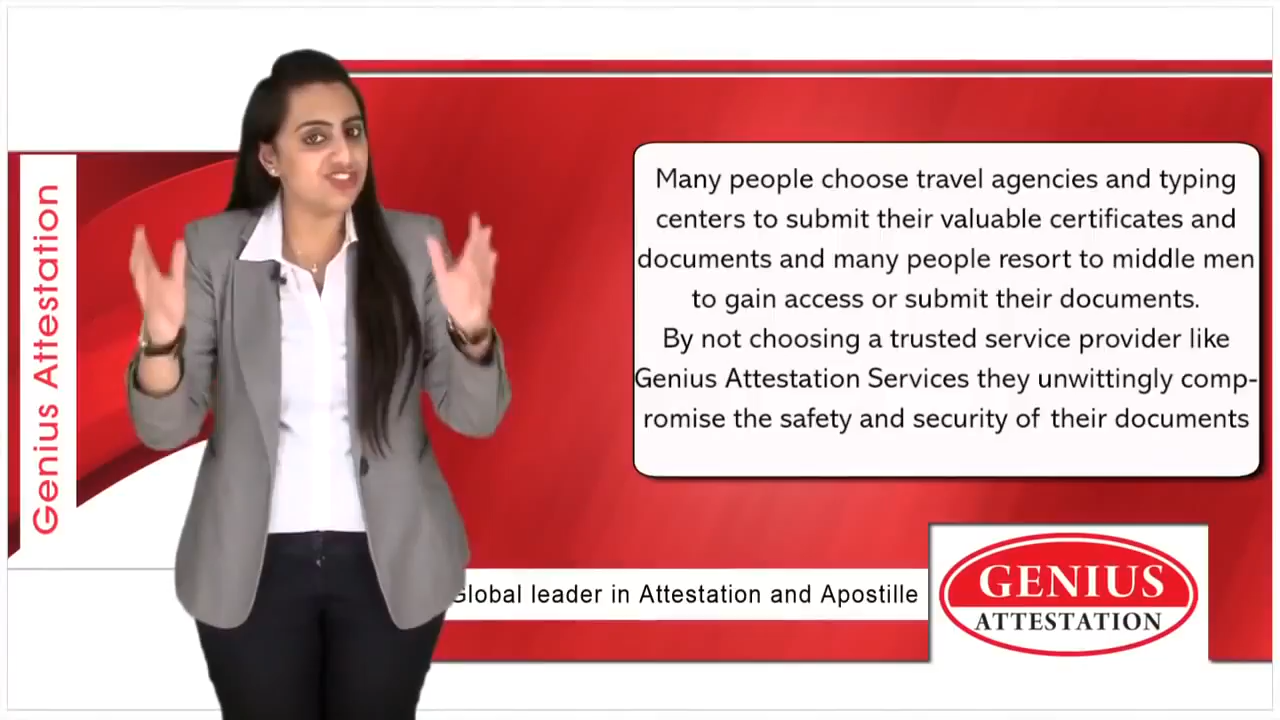 Genius Attestation
Many people choose travel agencies and typing
centers to submit their valuable certificates and
documents and many people resort to middle men
to gain access or submit their documents.
By not choosing a trusted service provider like
Genius Attestation Services they unwittingly comp-
romise the safety and security of their documents
Global leader in Attestation and Apostille
GENIUS
ATTESTATION